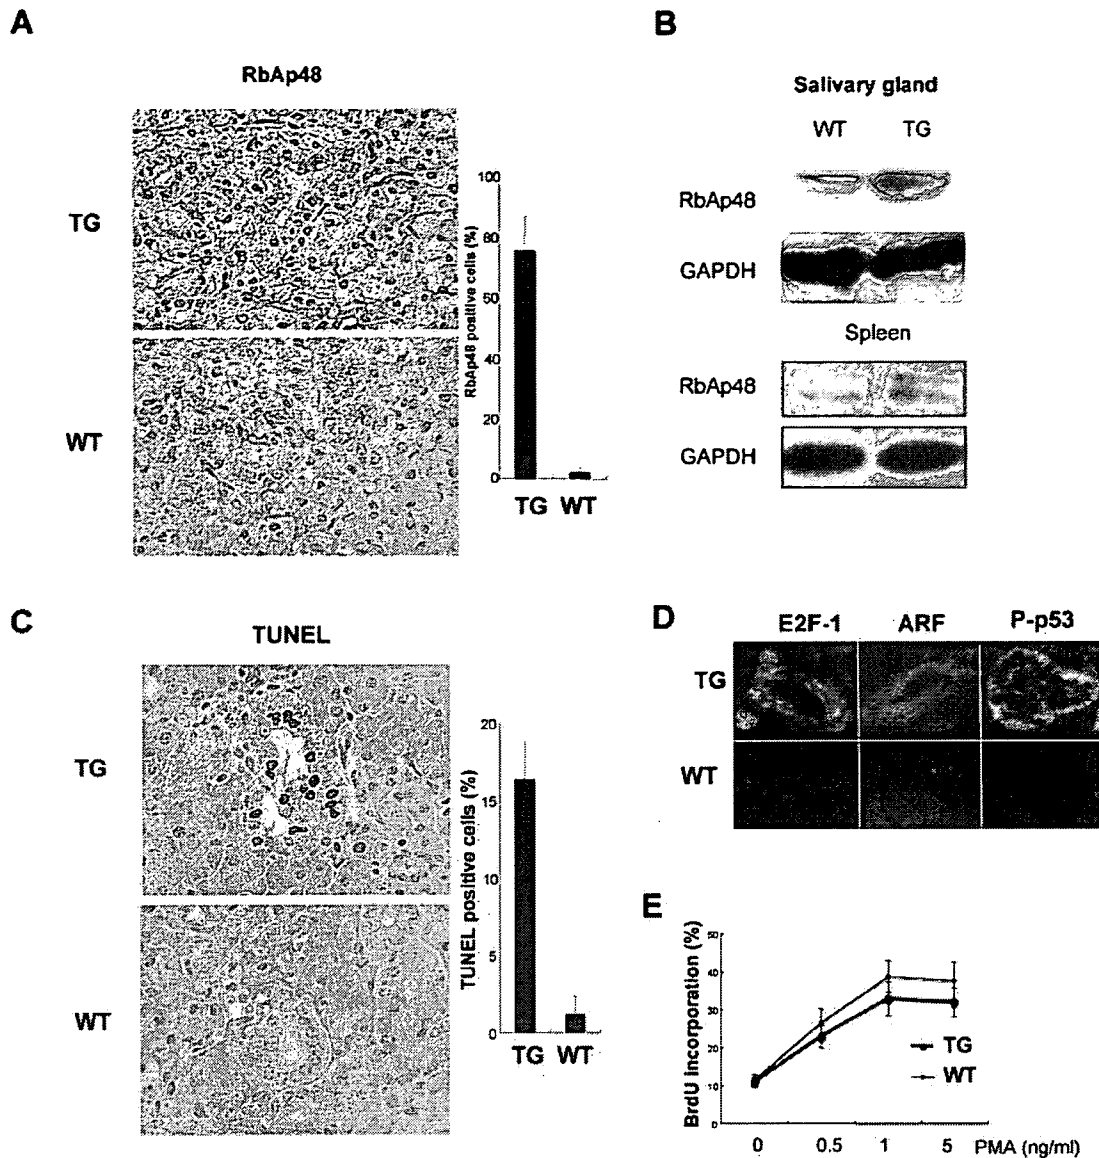 A
RbAp48
TG
WT
RbAp48 positive cells (%)
100
80
60
40
20
0
TG WT
B
Salivary gland
WT TG
RbAp48
GAPDH
Spleen
RbAp48
GAPDH
C
TUNEL
TG
WT
TUNEL positive cells (%)
20
15
10
5
0
TG WT
D
E2F-1 ARF P-p53
TG
WT
E
BrdU incorporation (%)
50
40
30
20
10
0
TG
WT
0 0.5 1 5 PMA (ng/ml)